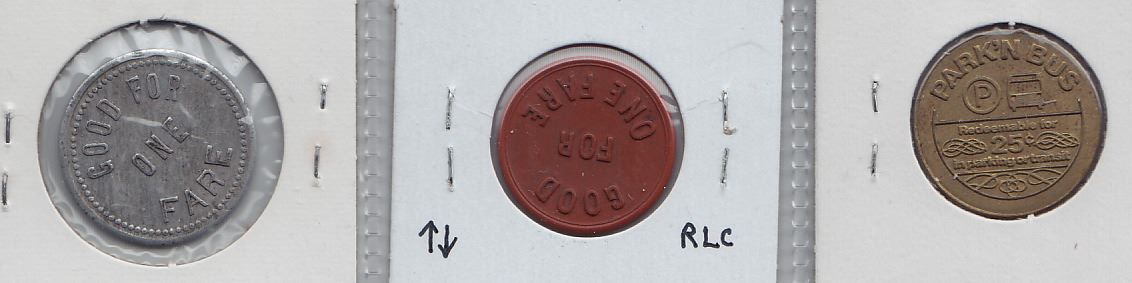 GOOD FOR
ONE
FARE
GOOD
FOR
ONE FARE
↑↓ RLC
PARK'N BUS
P
Redeemable for
25¢
in parking or transit